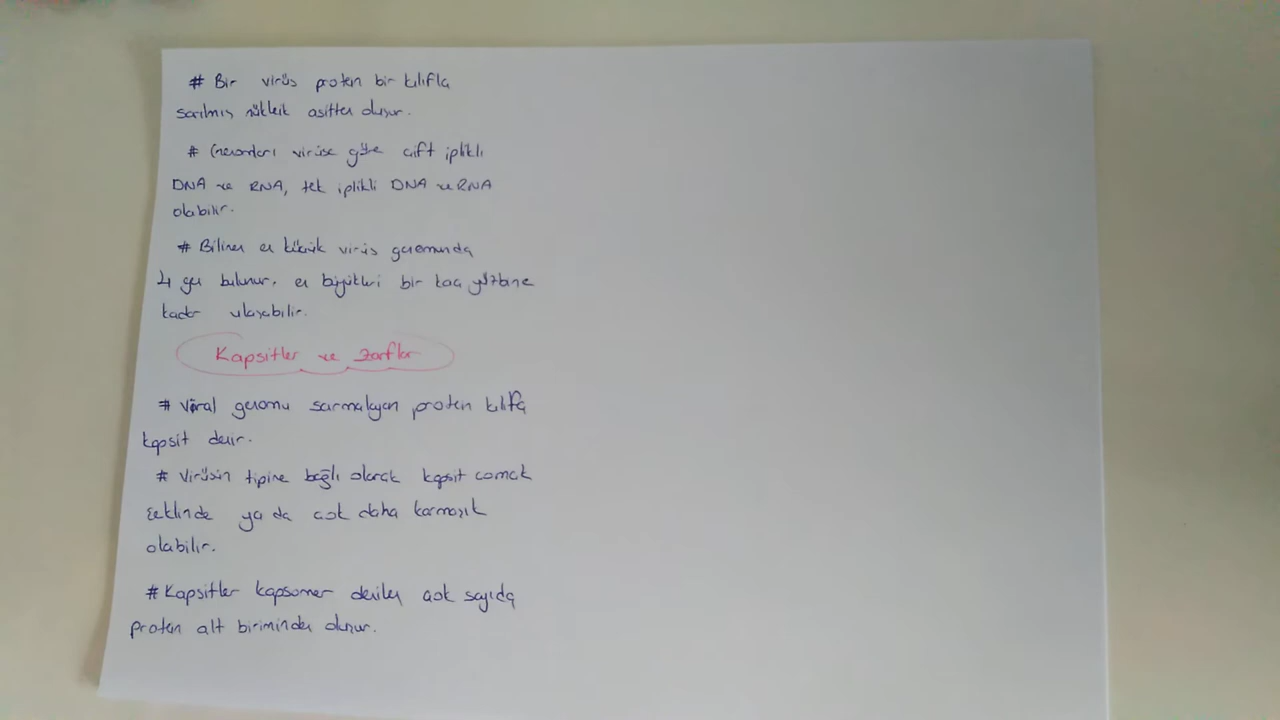 # Bir virüs protein bir kılıfla
sarılmış nükleik asitten oluşur.
# Genomları virüse göre çift iplikli
DNA ve RNA, tek iplikli DNA ve RNA
olabilir.
# Bilinen en küçük virüs genomunda
4 gen bulunur, en büyükleri bir kaç yüzbine
kadar ulaşabilir.
Kapsitler ve zarflar
# Viral genomu sarmalayan protein kılıfa
kapsit denir.
# Virüsün tipine bağlı olarak kapsit çomak
şeklinde ya da çok daha karmaşık
olabilir.
# Kapsitler kapsomer denilen çok sayıda
protein alt biriminden oluşur.